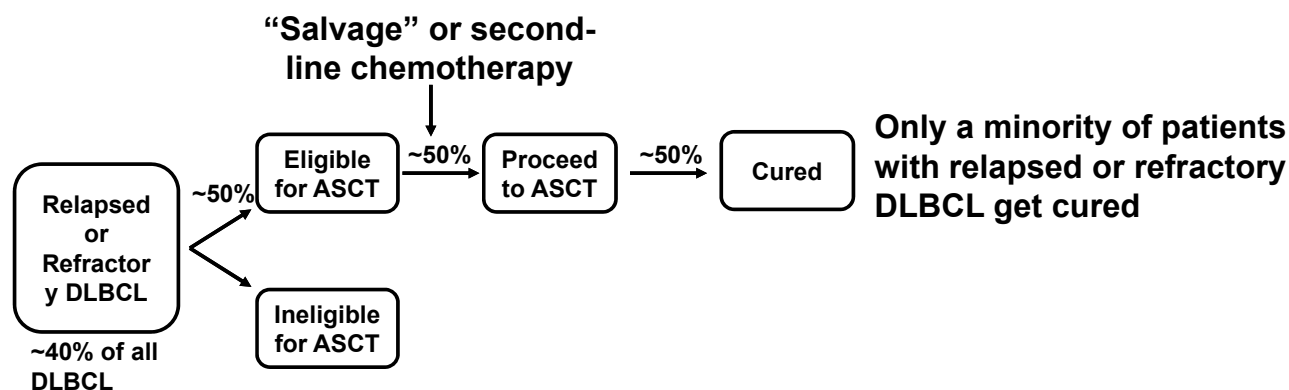 “Salvage” or second-
line chemotherapy
Only a minority of patients
with relapsed or refractory
DLBCL get cured
Relapsed
or
Refractor
y DLBCL
~40% of all
DLBCL
~50%
Eligible
for ASCT
~50%
Proceed
to ASCT
~50%
Cured
Ineligible
for ASCT